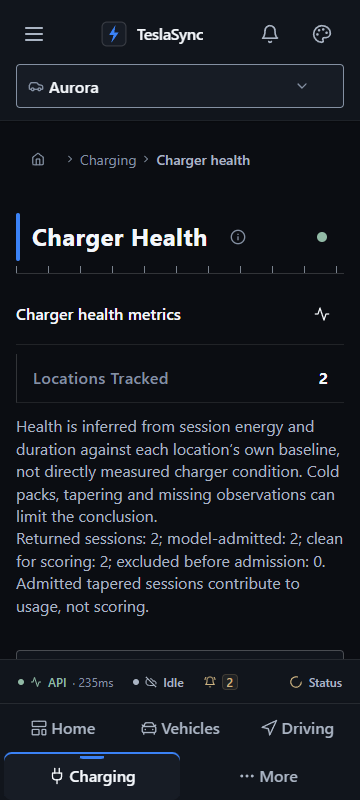 TeslaSync
Aurora
Charging
Charger health
Charger Health
Charger health metrics
Locations Tracked
2
Health is inferred from session energy and
duration against each location's own baseline,
not directly measured charger condition. Cold
packs, tapering and missing observations can
limit the conclusion.
Returned sessions: 2; model-admitted: 2; clean
for scoring: 2; excluded before admission: 0.
Admitted tapered sessions contribute to
usage, not scoring.
API · 235ms
Idle
2
Status
Home
Vehicles
Driving
Charging
More